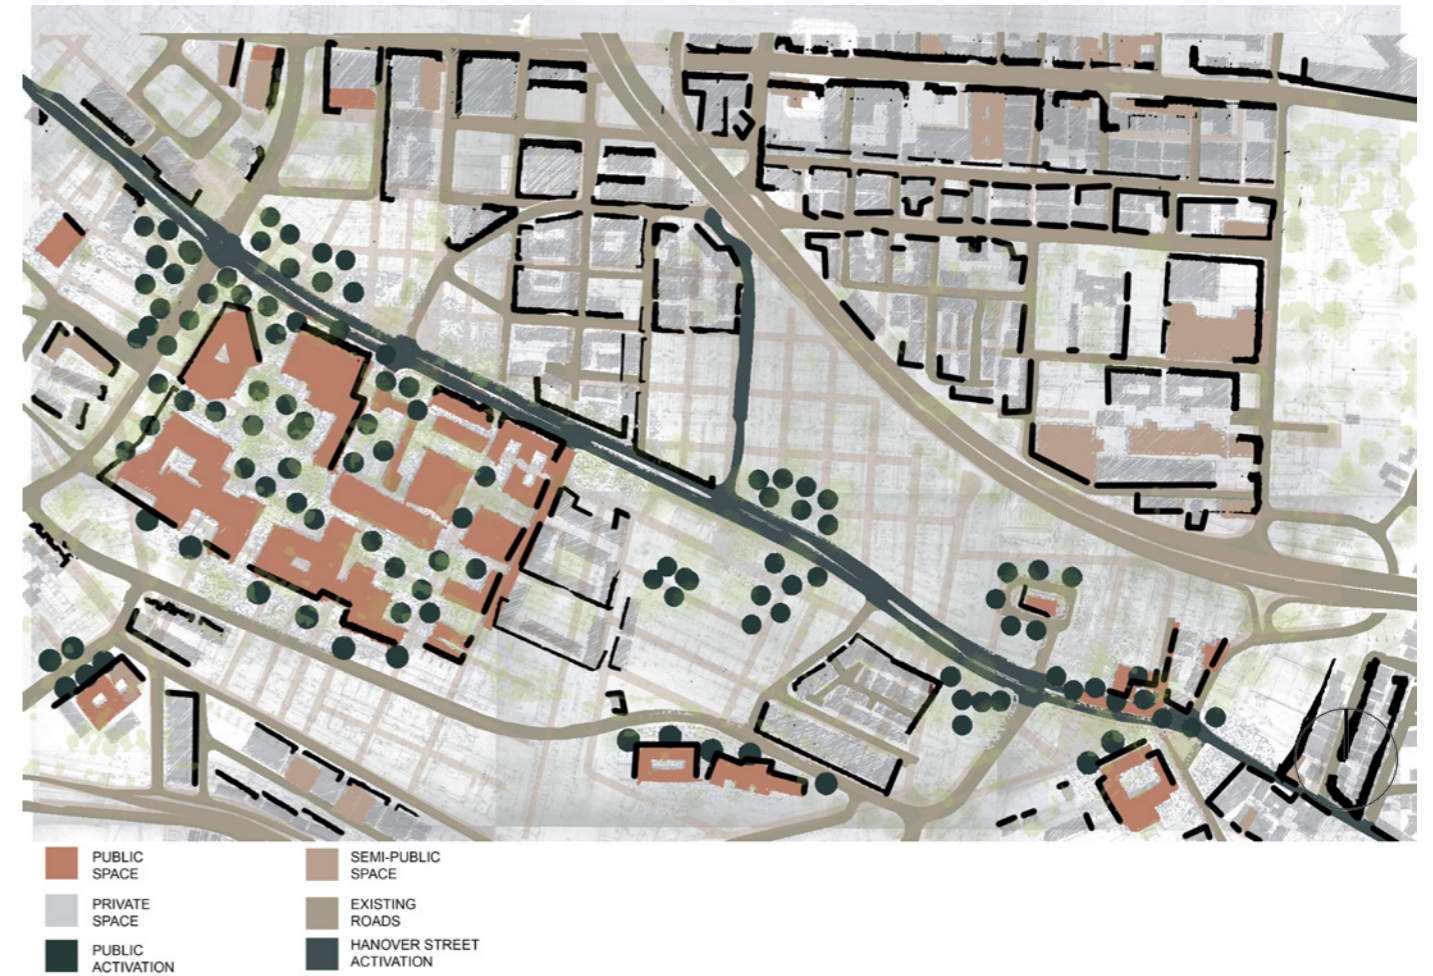 PUBLIC
SPACE
SEMI-PUBLIC
SPACE
PRIVATE
SPACE
EXISTING
ROADS
PUBLIC
ACTIVATION
HANOVER STREET
ACTIVATION